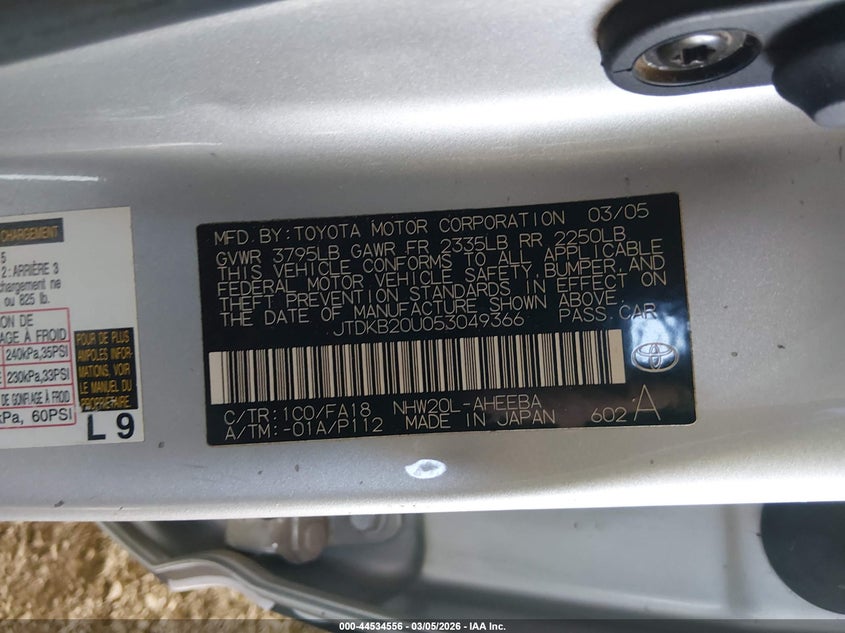 CHARGEMENT
5
2 : ARRIÈRE 3
chargement ne
ou 825 lb.
ION DE
AGE À FROID
240kPa,35PSI
230kPa,33PSI
DE GONFLAGE À FROID
kPa, 60PSI
POUR DE PLUS
AMPLES INFOR-
MATIONS, VOIR
LE MANUEL
DU
PROPRIÉTAIRE
L 9
MFD BY:TOYOTA MOTOR CORPORATION 03/05
GVWR 3795LB GAWR FR 2335LB RR 2250LB
THIS VEHICLE CONFORMS TO ALL APPLICABLE
FEDERAL MOTOR VEHICLE SAFETY,BUMPER,AND
THEFT PREVENTION STANDARDS IN EFFECT ON
THE DATE OF MANUFACTURE SHOWN ABOVE.
JTDKB20U053049366 PASS.CAR
C/TR:1C0/FA18 NHW20L-AHEEBA
A/TM:-01A/P112 MADE IN JAPAN 602 A
000-44534556 --- 03/05/2026 --- IAA Inc.